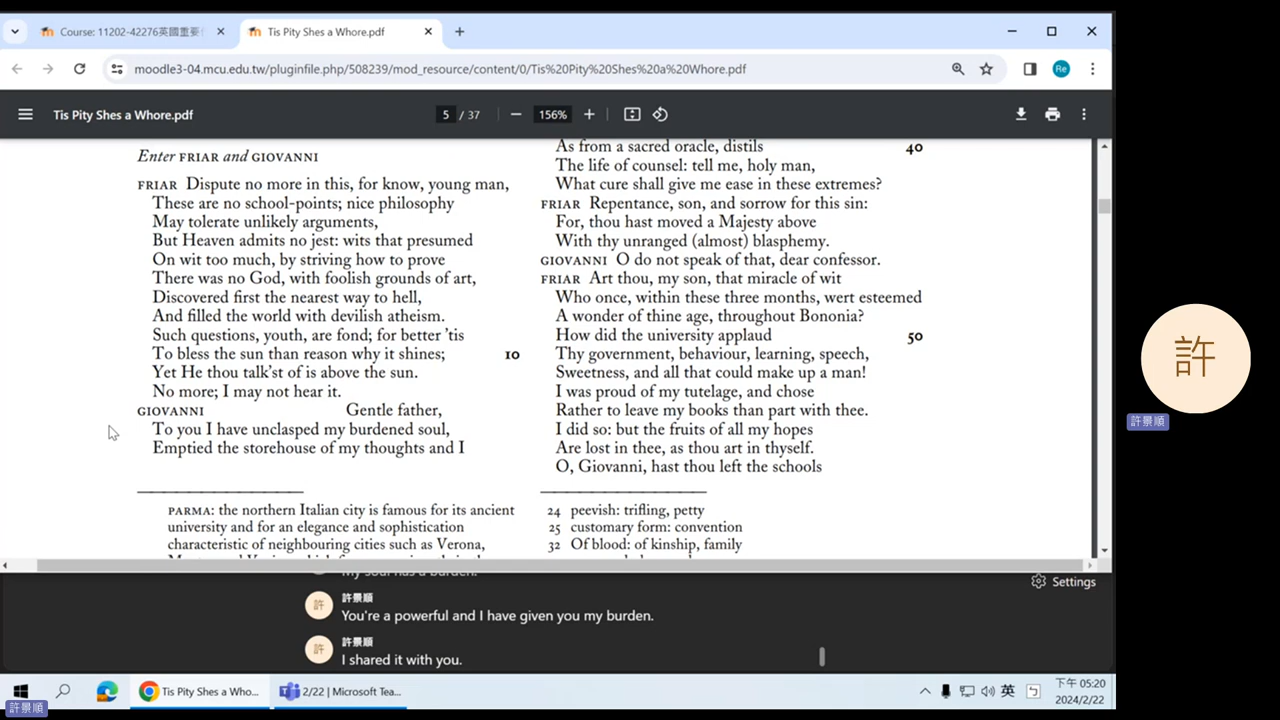 Course: 11202-42276英國重要
Tis Pity Shes a Whore.pdf
moodle3-04.mcu.edu.tw/pluginfile.php/508239/mod_resource/content/0/Tis%20Pity%20Shes%20a%20Whore.pdf
Re
Tis Pity Shes a Whore.pdf
5 / 37
156%
Enter FRIAR and GIOVANNI
FRIAR Dispute no more in this, for know, young man,
These are no school-points; nice philosophy
May tolerate unlikely arguments,
But Heaven admits no jest: wits that presumed
On wit too much, by striving how to prove
There was no God, with foolish grounds of art,
Discovered first the nearest way to hell,
And filled the world with devilish atheism.
Such questions, youth, are fond; for better 'tis
To bless the sun than reason why it shines; 10
Yet He thou talk'st of is above the sun.
No more; I may not hear it.
GIOVANNI Gentle father,
To you I have unclasped my burdened soul,
Emptied the storehouse of my thoughts and I
PARMA: the northern Italian city is famous for its ancient
university and for an elegance and sophistication
characteristic of neighbouring cities such as Verona,
As from a sacred oracle, distils 40
The life of counsel: tell me, holy man,
What cure shall give me ease in these extremes?
FRIAR Repentance, son, and sorrow for this sin:
For, thou hast moved a Majesty above
With thy unranged (almost) blasphemy.
GIOVANNI O do not speak of that, dear confessor.
FRIAR Art thou, my son, that miracle of wit
Who once, within these three months, wert esteemed
A wonder of thine age, throughout Bononia?
How did the university applaud 50
Thy government, behaviour, learning, speech,
Sweetness, and all that could make up a man!
I was proud of my tutelage, and chose
Rather to leave my books than part with thee.
I did so: but the fruits of all my hopes
Are lost in thee, as thou art in thyself.
O, Giovanni, hast thou left the schools
24 peevish: trifling, petty
25 customary form: convention
32 Of blood: of kinship, family
My soul has a burden.
Settings
許 許景順
You're a powerful and I have given you my burden.
許 許景順
I shared it with you.
許
許景順
Tis Pity Shes a Who...
2/22 | Microsoft Tea...
英
下午 05:20
2024/2/22
許景順